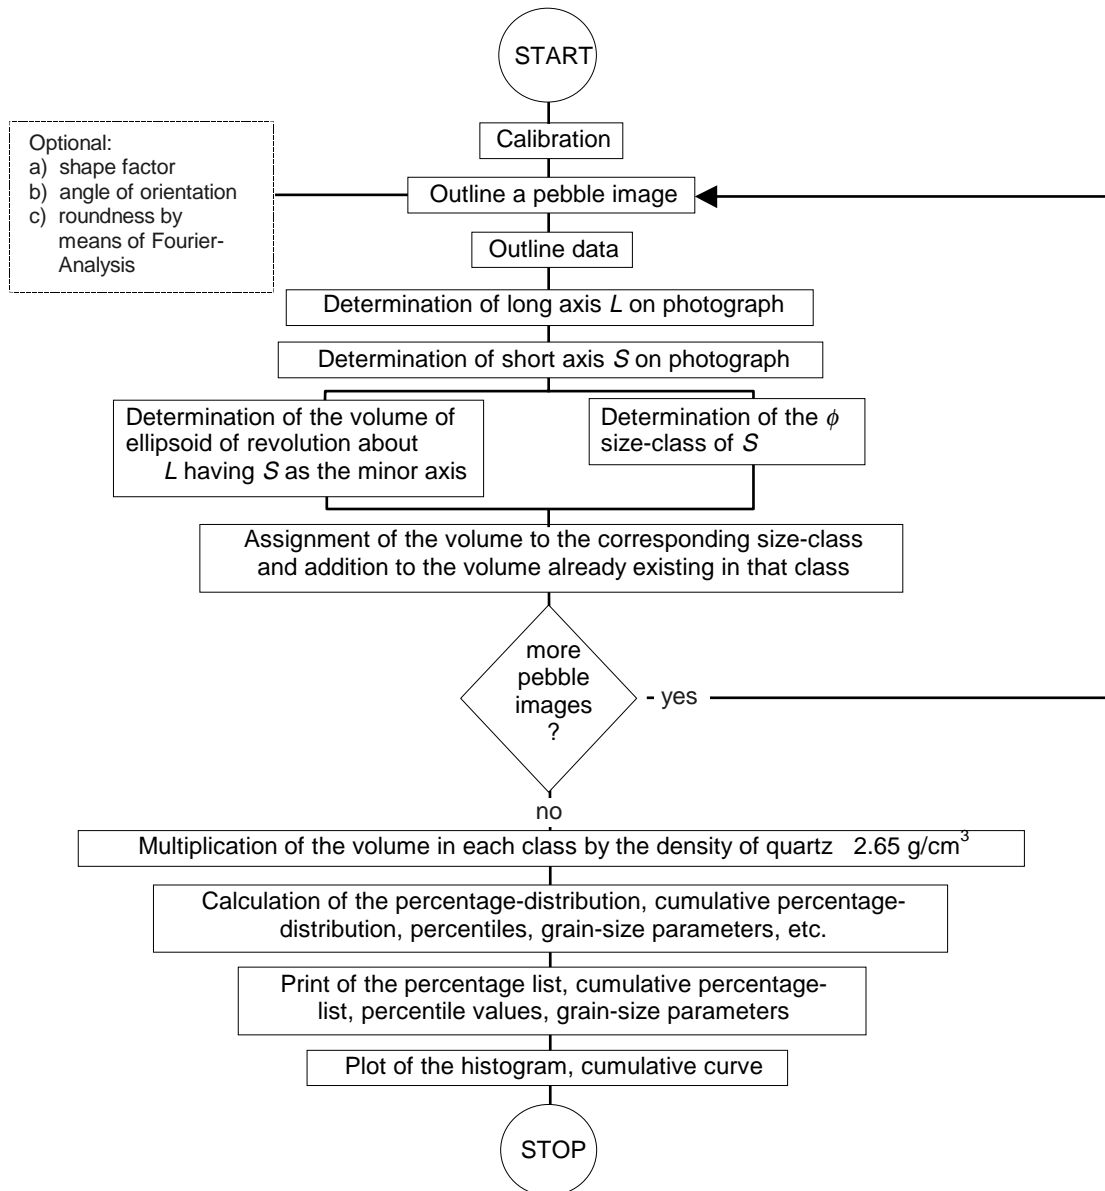 START
Calibration
Optional:
a) shape factor
b) angle of orientation
c) roundness by
means of Fourier-
Analysis
Outline a pebble image
Outline data
Determination of long axis L on photograph
Determination of short axis S on photograph
Determination of the volume of
ellipsoid of revolution about
L having S as the minor axis
Determination of the ϕ
size-class of S
Assignment of the volume to the corresponding size-class
and addition to the volume already existing in that class
more
pebble
images
?
yes
no
Multiplication of the volume in each class by the density of quartz 2.65 g/cm³
Calculation of the percentage-distribution, cumulative percentage-
distribution, percentiles, grain-size parameters, etc.
Print of the percentage list, cumulative percentage-
list, percentile values, grain-size parameters
Plot of the histogram, cumulative curve
STOP